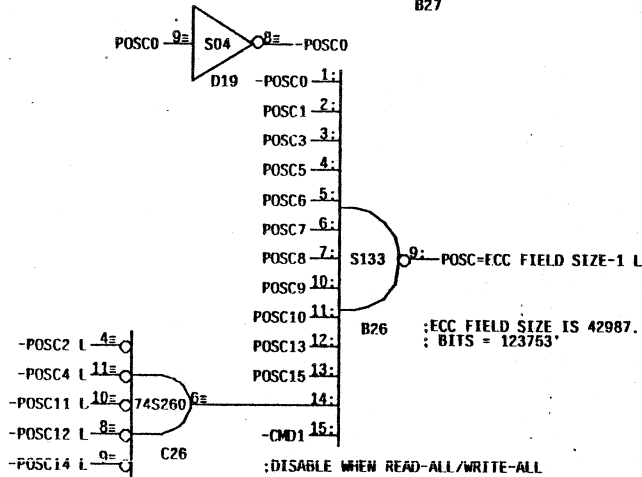 B27
POSC0 9≡ S04 8≡ -POSC0
D19
-POSC0 1:
POSC1 2:
POSC3 3:
POSC5 4:
POSC6 5:
POSC7 6:
POSC8 7: S133 9: POSC=ECC FIELD SIZE-1 L
POSC9 10:
POSC10 11:
B26
;ECC FIELD SIZE IS 42987.
; BITS = 123753'
POSC13 12:
POSC15 13:
14:
-CMD1 15:
-POSC2 L 4≡
-POSC4 L 11≡
-POSC11 L 10≡ 74S260 6≡
-POSC12 L 8≡
C26
-POSC14 L 9≡
;DISABLE WHEN READ-ALL/WRITE-ALL